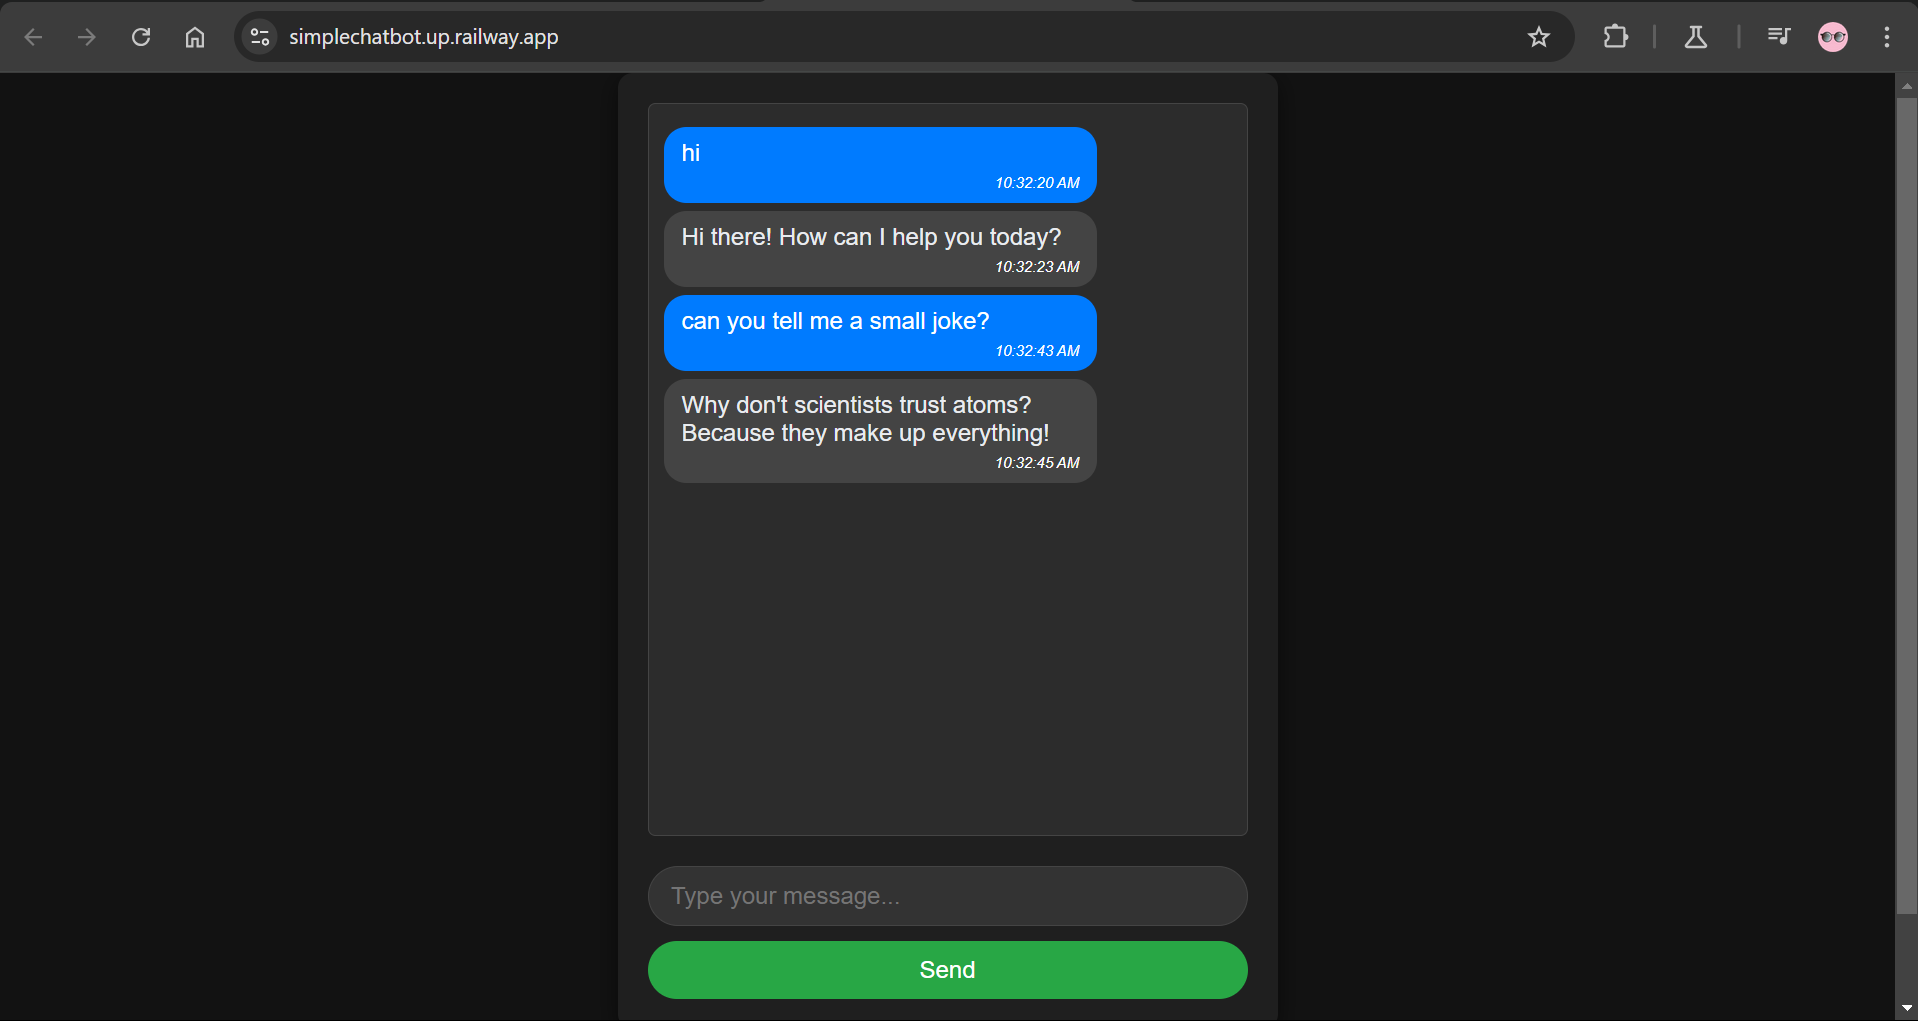 simplechatbot.up.railway.app
hi
10:32:20 AM
Hi there! How can I help you today?
10:32:23 AM
can you tell me a small joke?
10:32:43 AM
Why don't scientists trust atoms?
Because they make up everything!
10:32:45 AM
Type your message...
Send